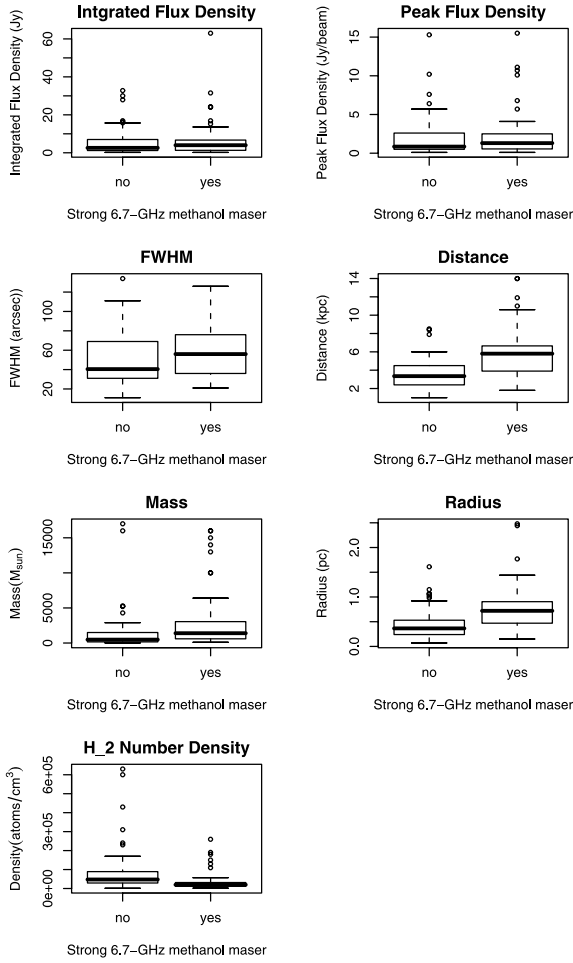 Intgrated Flux Density
Integrated Flux Density (Jy)
60
40
20
0
no yes
Strong 6.7−GHz methanol maser
Peak Flux Density
Peak Flux Density (Jy/beam)
15
10
5
0
no yes
Strong 6.7−GHz methanol maser
FWHM
FWHM (arcsec))
100
60
20
no yes
Strong 6.7−GHz methanol maser
Distance
Distance (kpc)
14
10
6
2
no yes
Strong 6.7−GHz methanol maser
Mass
Mass(Msun)
15000
5000
0
no yes
Strong 6.7−GHz methanol maser
Radius
Radius (pc)
2.0
1.0
0.0
no yes
Strong 6.7−GHz methanol maser
H_2 Number Density
Density(atoms/cm^3)
6e+05
3e+05
0e+00
no yes
Strong 6.7−GHz methanol maser